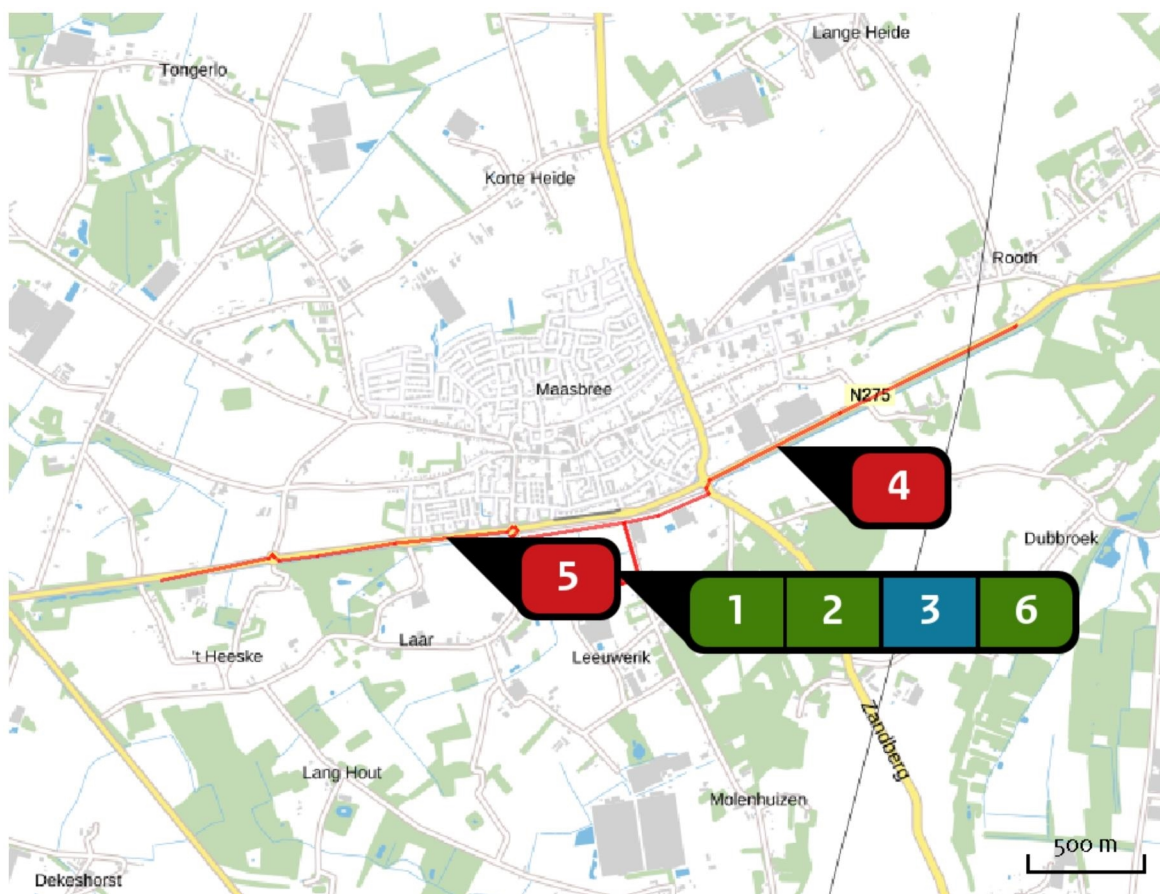 Lange Heide
Tongerlo
Korte Heide
Rooth
Maasbree
N275
4
Dubbroek
5
1 2 3 6
Laar
't Heeske
Leeuwerik
Zandberg
Lang Hout
Molenhuizen
500 m
Dekeshorst